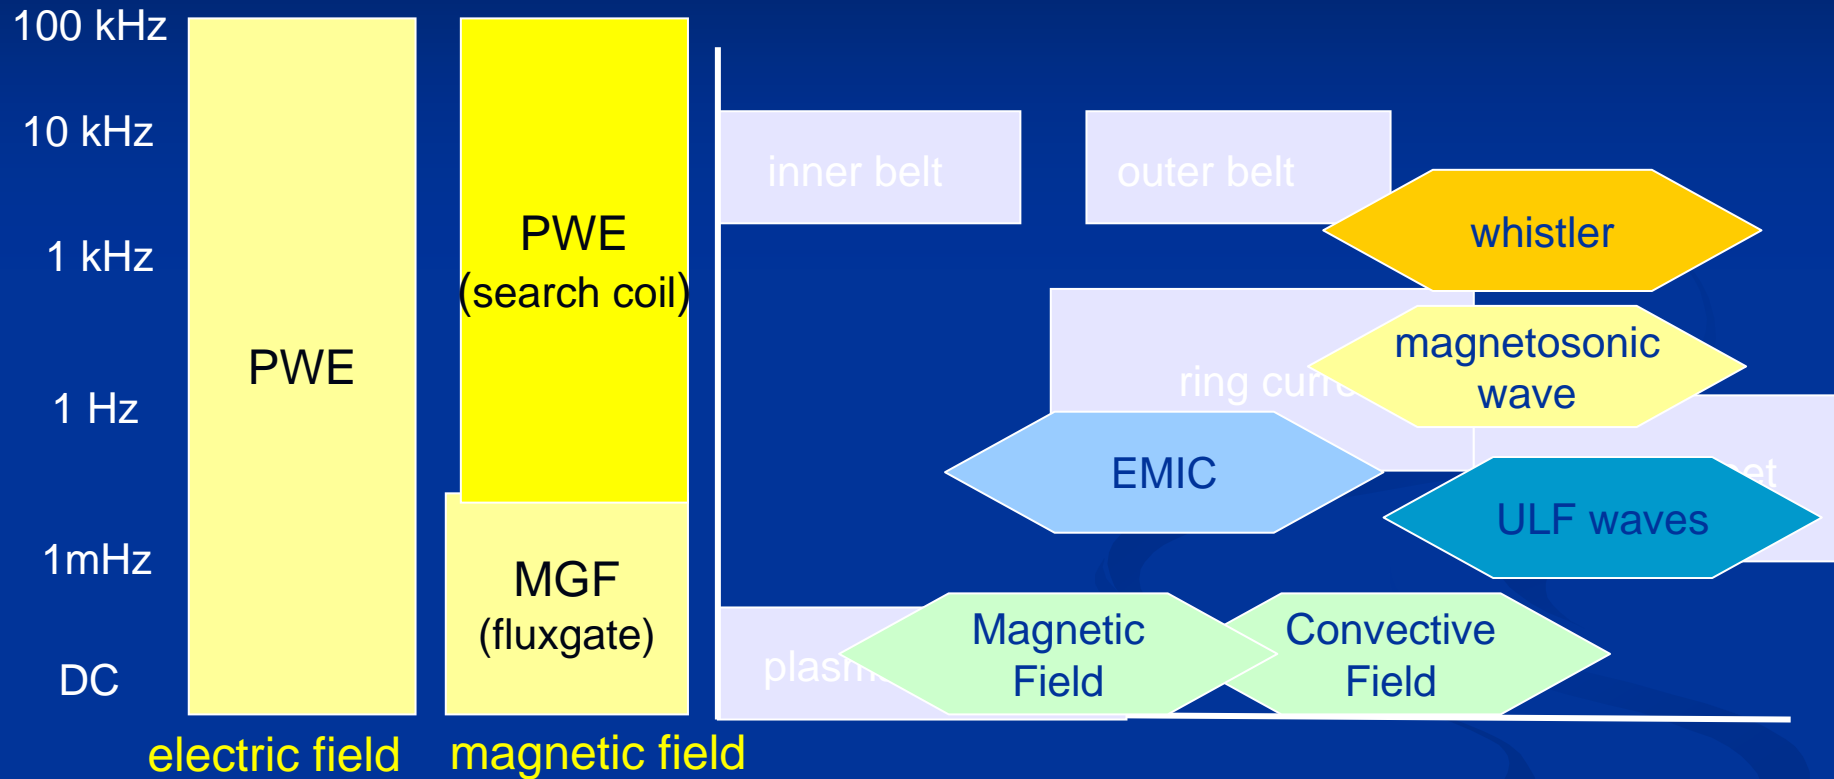 100 kHz
10 kHz
1 kHz
1 Hz
1mHz
DC
PWE
electric field
PWE
(search coil)
MGF
(fluxgate)
magnetic field
inner belt
outer belt
whistler
magnetosonic
wave
ring
EMIC
ULF waves
Magnetic
Field
Convective
Field